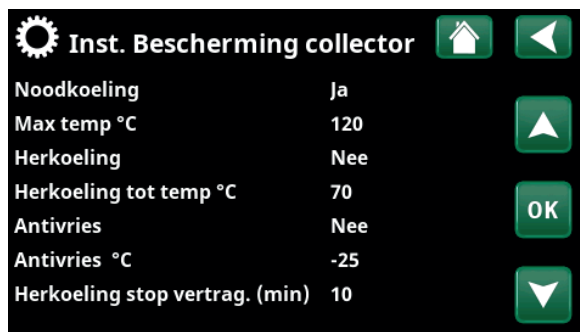 Inst. Bescherming collector
Noodkoeling Ja
Max temp °C 120
Herkoeling Nee
Herkoeling tot temp °C 70
Antivries Nee
Antivries °C -25
Herkoeling stop vertrag. (min) 10
OK